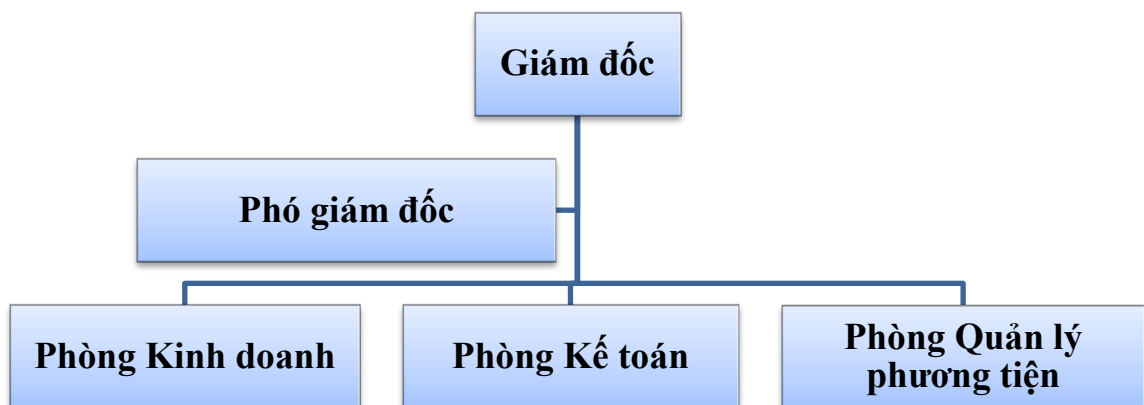 Giám đốc
Phó giám đốc
Phòng Kinh doanh
Phòng Kế toán
Phòng Quản lý
phương tiện